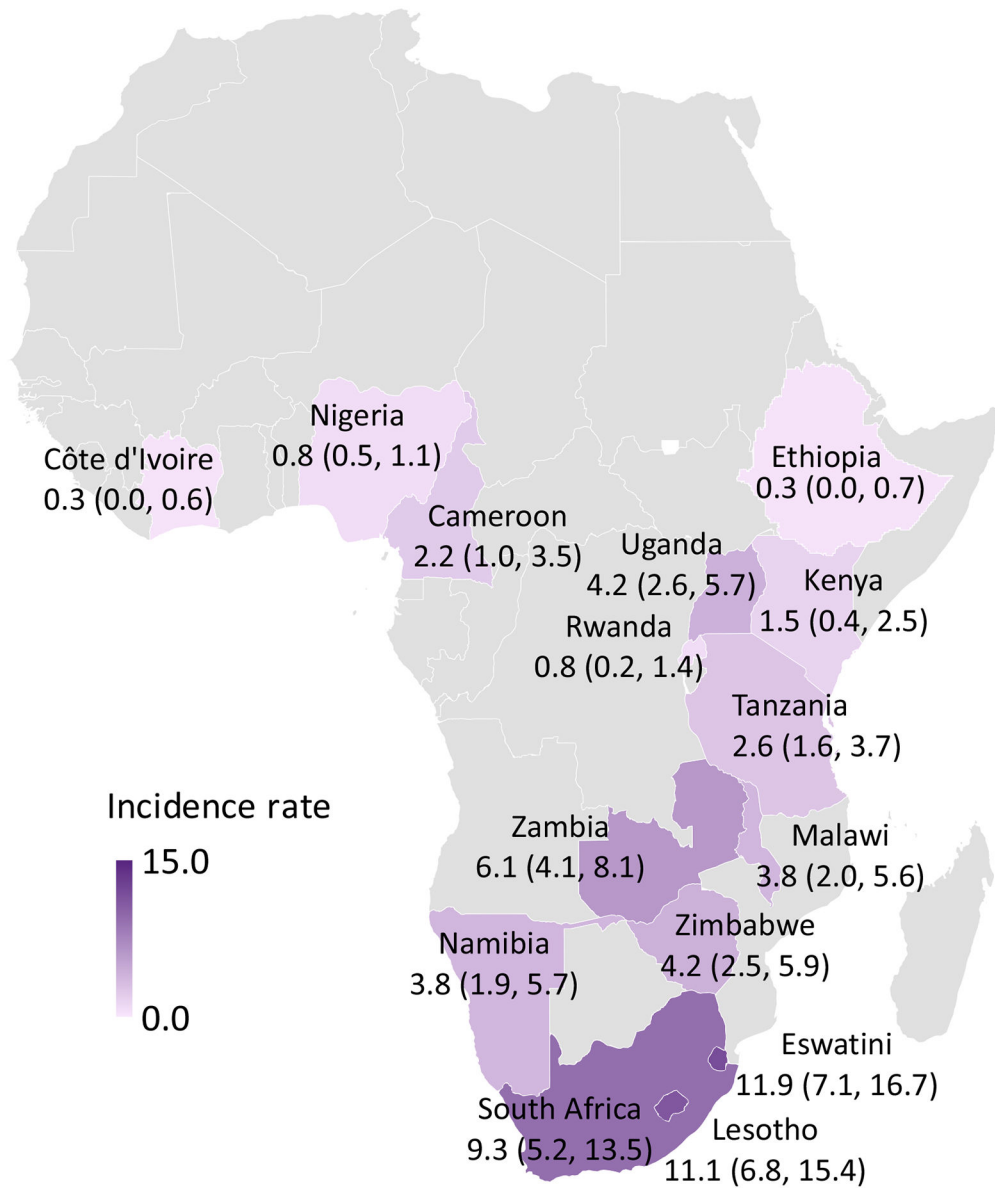 Nigeria
0.8 (0.5, 1.1)
Côte d'Ivoire
0.3 (0.0, 0.6)
Ethiopia
0.3 (0.0, 0.7)
Cameroon
2.2 (1.0, 3.5)
Uganda
4.2 (2.6, 5.7)
Kenya
1.5 (0.4, 2.5)
Rwanda
0.8 (0.2, 1.4)
Tanzania
2.6 (1.6, 3.7)
Incidence rate
15.0
0.0
Zambia
6.1 (4.1, 8.1)
Malawi
3.8 (2.0, 5.6)
Zimbabwe
4.2 (2.5, 5.9)
Namibia
3.8 (1.9, 5.7)
Eswatini
11.9 (7.1, 16.7)
South Africa
9.3 (5.2, 13.5)
Lesotho
11.1 (6.8, 15.4)